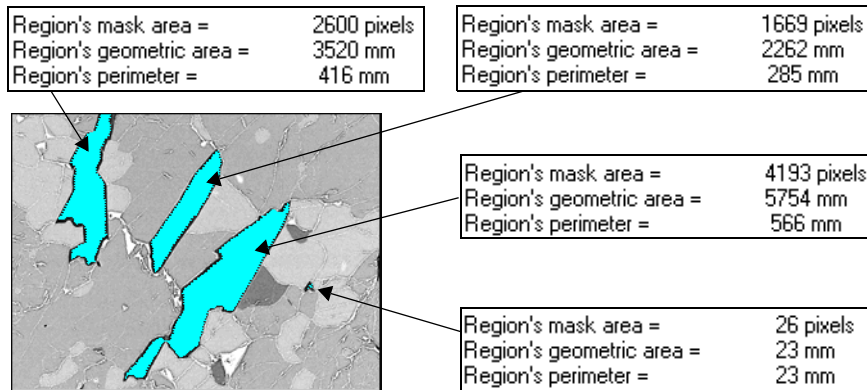 Region's mask area = 2600 pixels
Region's geometric area = 3520 mm
Region's perimeter = 416 mm
Region's mask area = 1669 pixels
Region's geometric area = 2262 mm
Region's perimeter = 285 mm
Region's mask area = 4193 pixels
Region's geometric area = 5754 mm
Region's perimeter = 566 mm
Region's mask area = 26 pixels
Region's geometric area = 23 mm
Region's perimeter = 23 mm